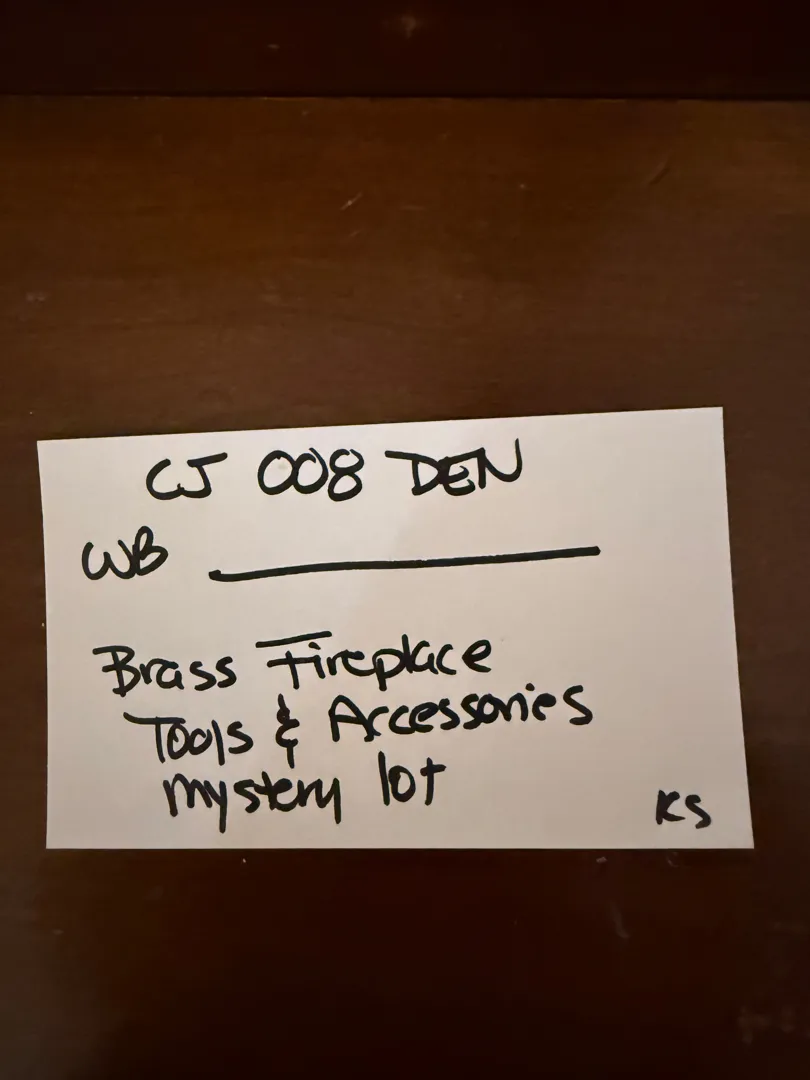 CJ 008 DEN
WB
Brass Fireplace
Tools & Accessories
mystery lot
KS